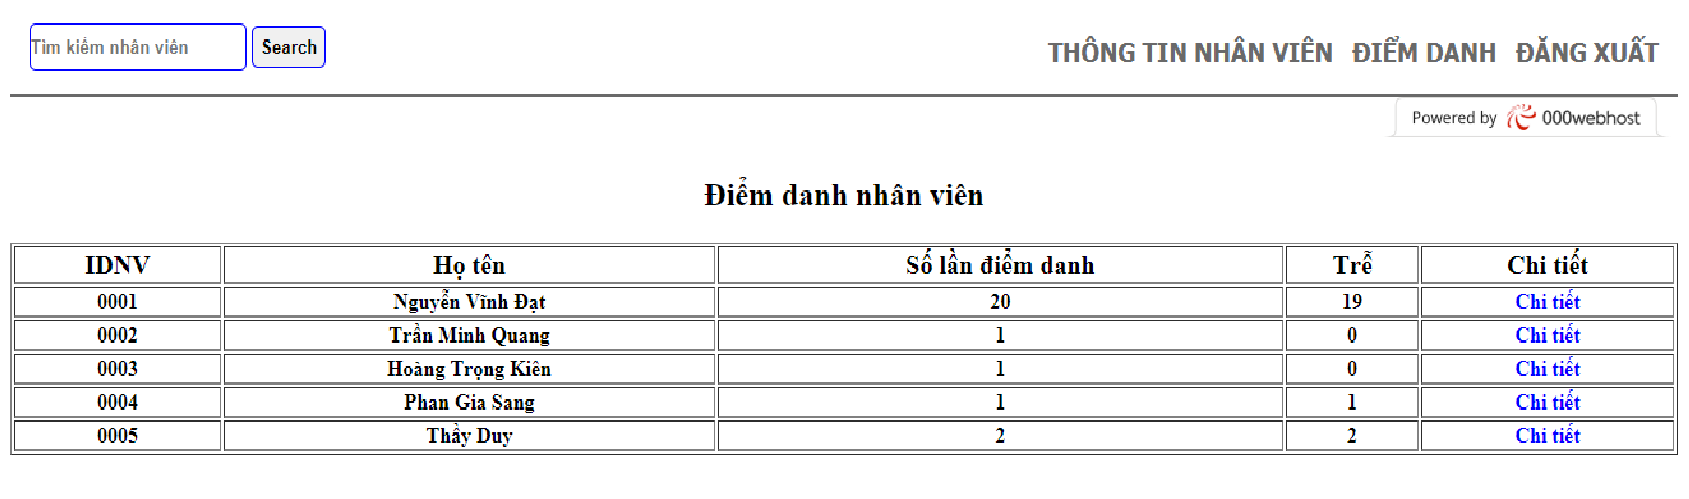 Tìm kiếm nhân viên Search THÔNG TIN NHÂN VIÊN ĐIỂM DANH ĐĂNG XUẤT
Powered by 000webhost
Điểm danh nhân viên
IDNV Họ tên Số lần điểm danh Trễ Chi tiết
0001 Nguyễn Vĩnh Đạt 20 19 Chi tiết
0002 Trần Minh Quang 1 0 Chi tiết
0003 Hoàng Trọng Kiên 1 0 Chi tiết
0004 Phan Gia Sang 1 1 Chi tiết
0005 Thầy Duy 2 2 Chi tiết